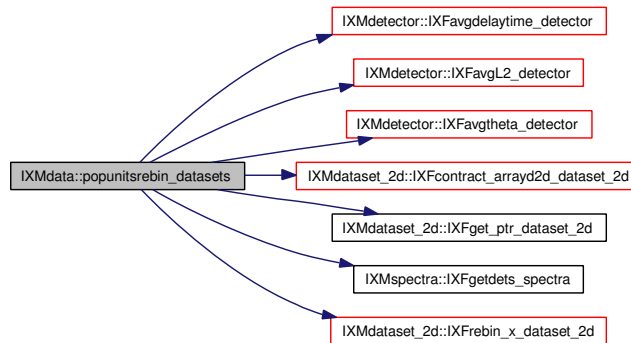 IXMdetector::IXFavgdelaytime_detector
IXMdetector::IXFavgL2_detector
IXMdetector::IXFavgtheta_detector
IXMdata::popunitsrebin_datasets
IXMdataset_2d::IXFcontract_arrayd2d_dataset_2d
IXMdataset_2d::IXFget_ptr_dataset_2d
IXMspectra::IXFgetdets_spectra
IXMdataset_2d::IXFrebin_x_dataset_2d